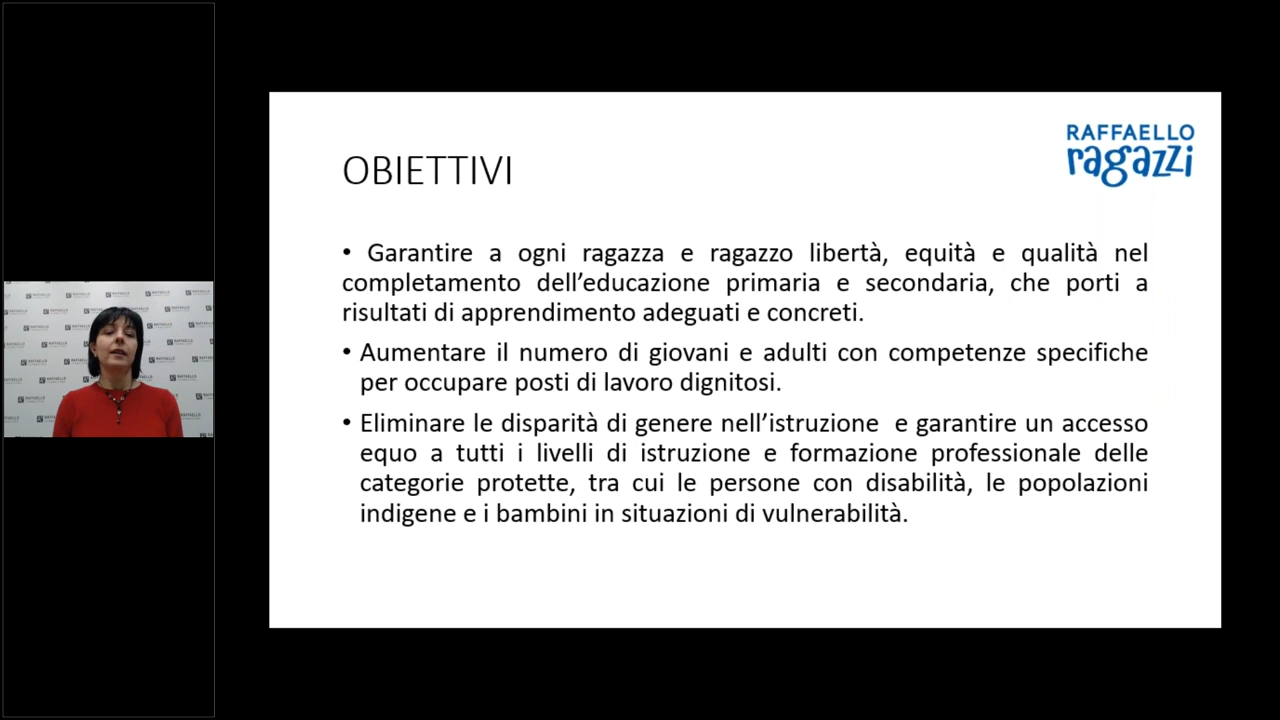 RAFFAELLO
ragazzi
OBIETTIVI
• Garantire a ogni ragazza e ragazzo libertà, equità e qualità nel
completamento dell’educazione primaria e secondaria, che porti a
risultati di apprendimento adeguati e concreti.
• Aumentare il numero di giovani e adulti con competenze specifiche
per occupare posti di lavoro dignitosi.
• Eliminare le disparità di genere nell’istruzione e garantire un accesso
equo a tutti i livelli di istruzione e formazione professionale delle
categorie protette, tra cui le persone con disabilità, le popolazioni
indigene e i bambini in situazioni di vulnerabilità.